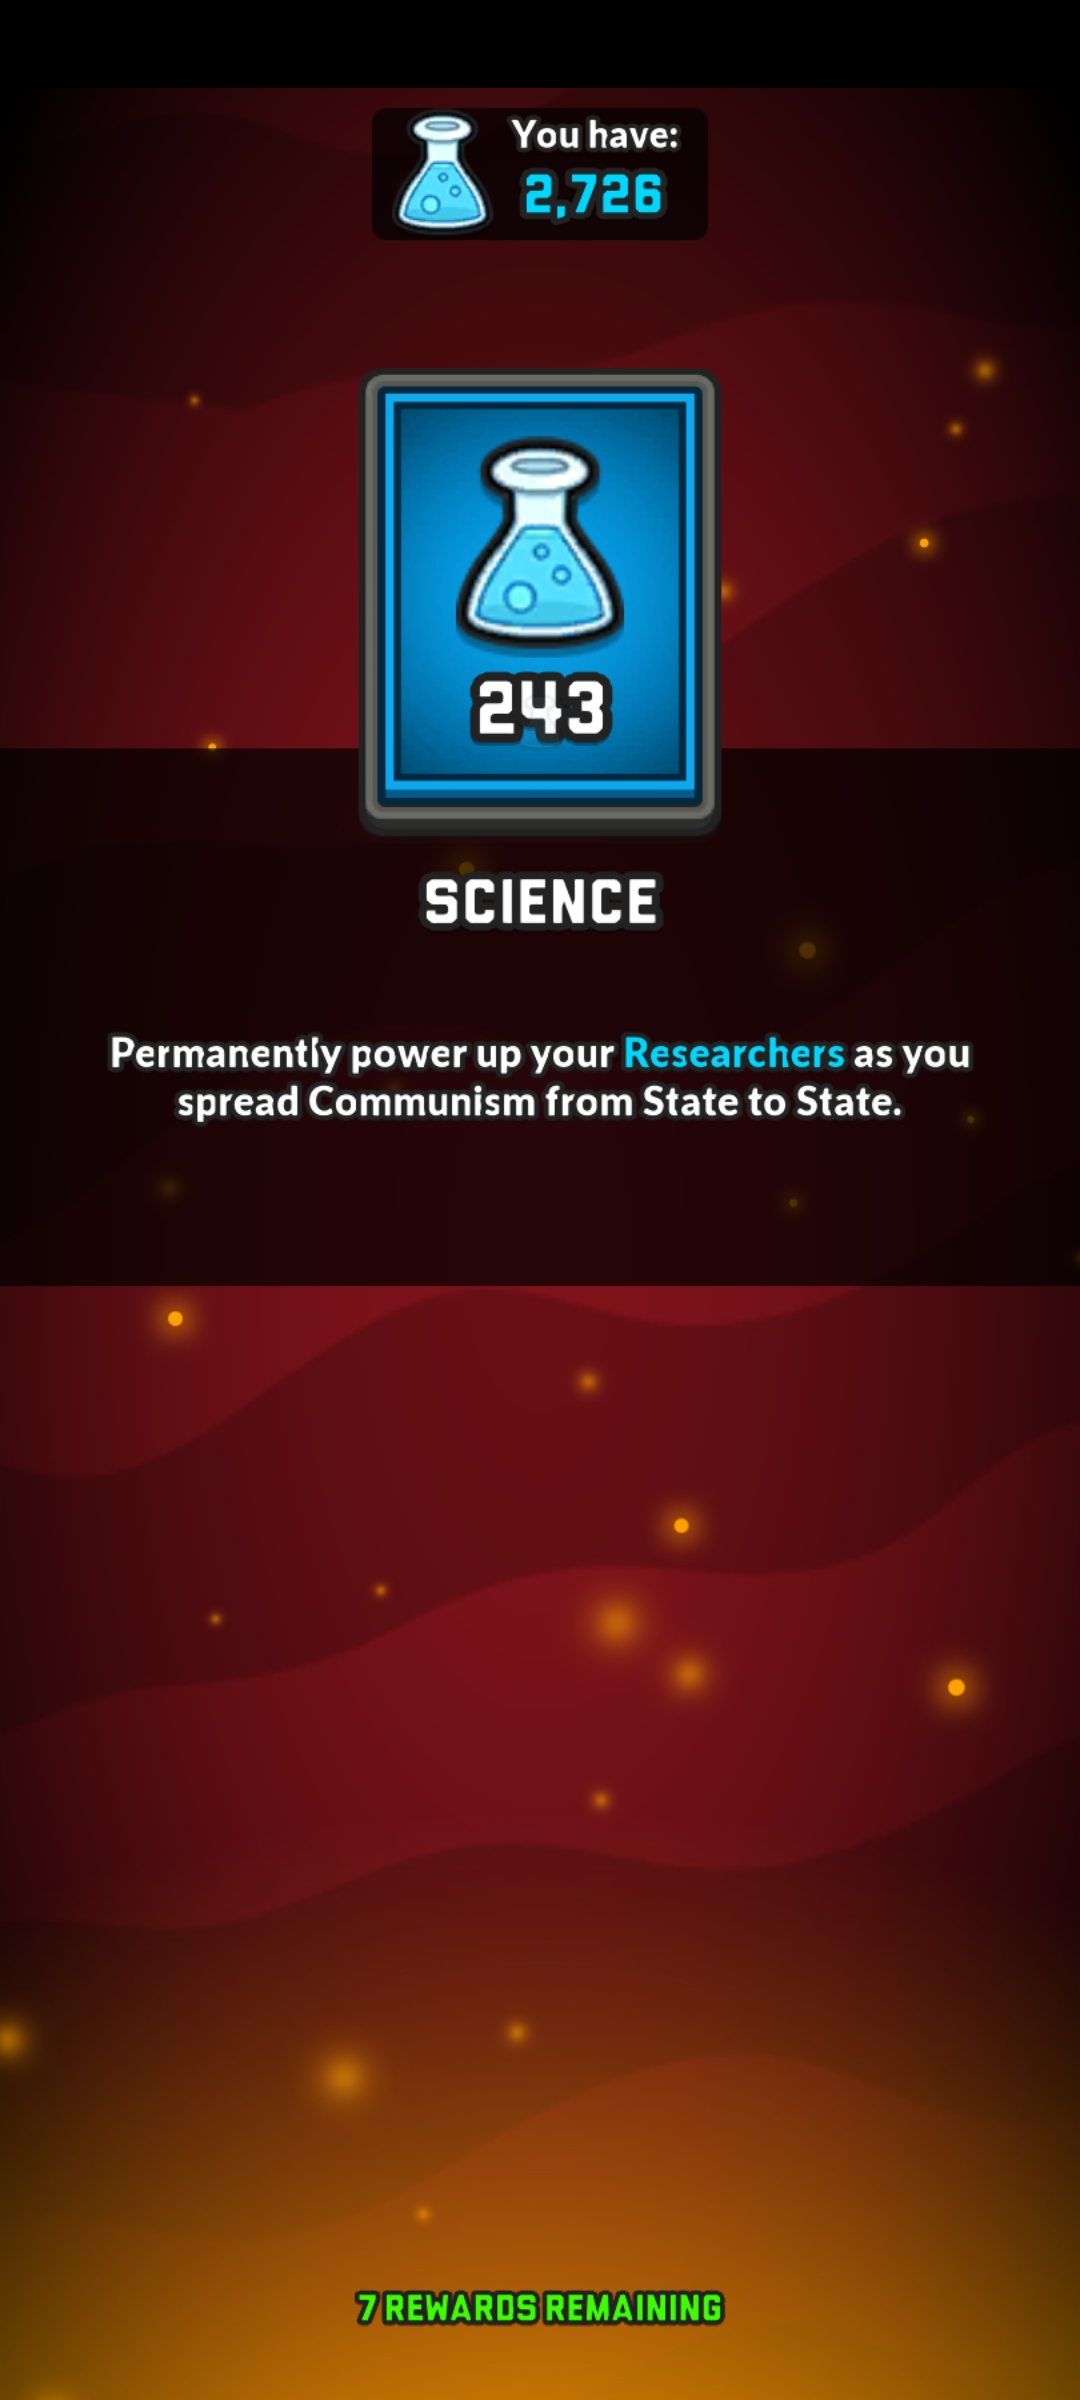 You have:
2,726
243
SCIENCE
Permanently power up your Researchers as you
spread Communism from State to State.
7 REWARDS REMAINING